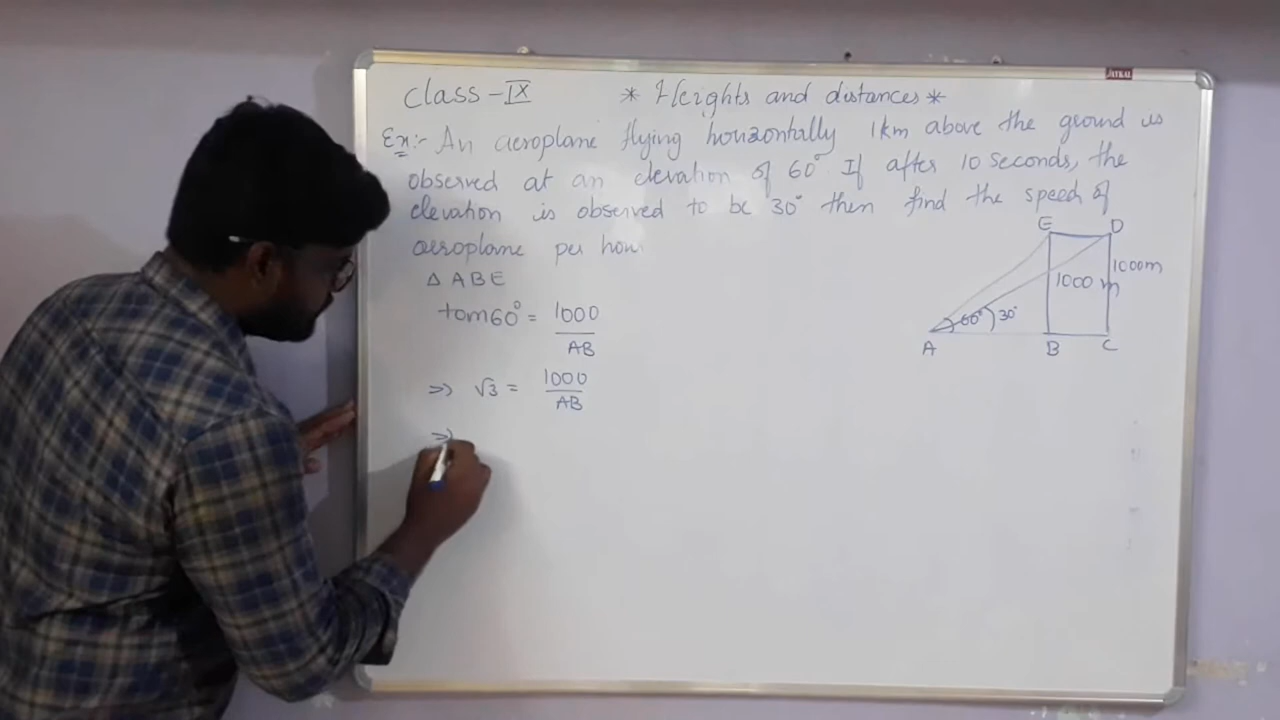 JAYKAL
Class - IX * Heights and distances *
Ex:- An aeroplane flying horizontally 1km above the ground is
observed at an elevation of 60° If after 10 seconds, the
elevation is observed to be 30° then find the speed of
aeroplane per hour
△ ABE
tan60° = 1000
AB
=> √3 = 1000
AB
=>
E D
1000 m
1000m
60° 30°
A B C